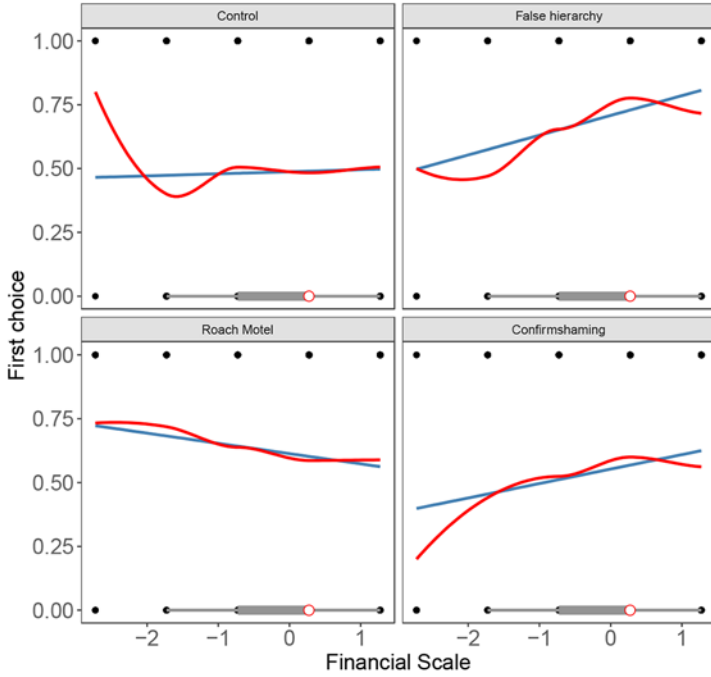 Control
False hierarchy
1.00
0.75
0.50
0.25
0.00
Roach Motel
Confirmshaming
1.00
0.75
0.50
0.25
0.00
First choice
−2 −1 0 1
−2 −1 0 1
Financial Scale